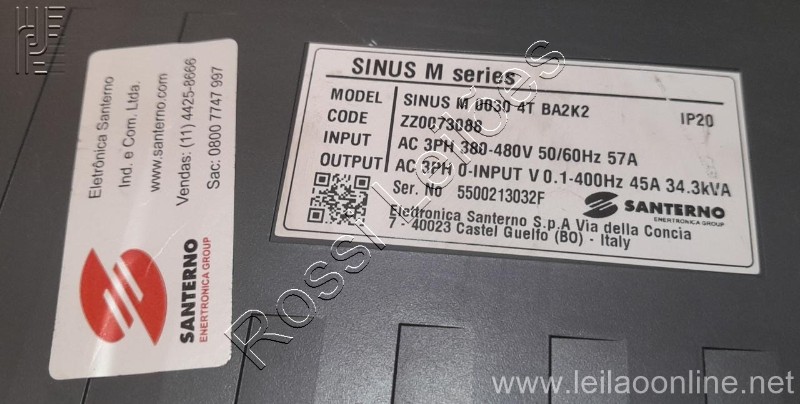 Eletrônica Santerno
Ind. e Com. Ltda.
www.santerno.com
Vendas: (11) 4425-8666
Sac: 0800 7747 997
SANTERNO
ENERTRONICA GROUP
SINUS M series
MODEL SINUS M 0030 4T BA2K2 IP20
CODE ZZ0073088
INPUT AC 3PH 380-480V 50/60Hz 57A
OUTPUT AC 3PH 0-INPUT V 0.1-400Hz 45A 34.3kVA
Ser. No 5500213032F
SANTERNO
ENERTRONICA GROUP
Elettronica Santerno S.p.A Via della Concia
7 - 40023 Castel Guelfo (BO) - Italy
Rossi Leilões
www.leilaoonline.net